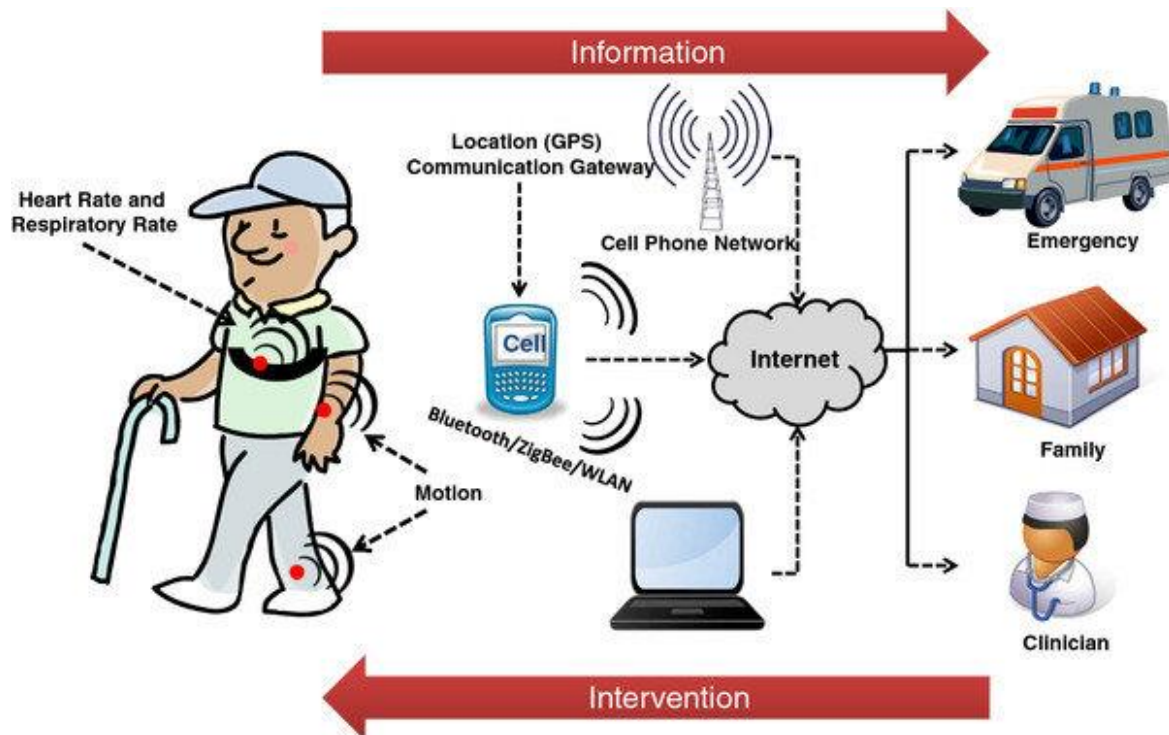 Information
Location (GPS)
Communication Gateway
Heart Rate and
Respiratory Rate
Cell Phone Network
Emergency
Cell
Internet
Bluetooth/ZigBee/WLAN
Family
Motion
Clinician
Intervention